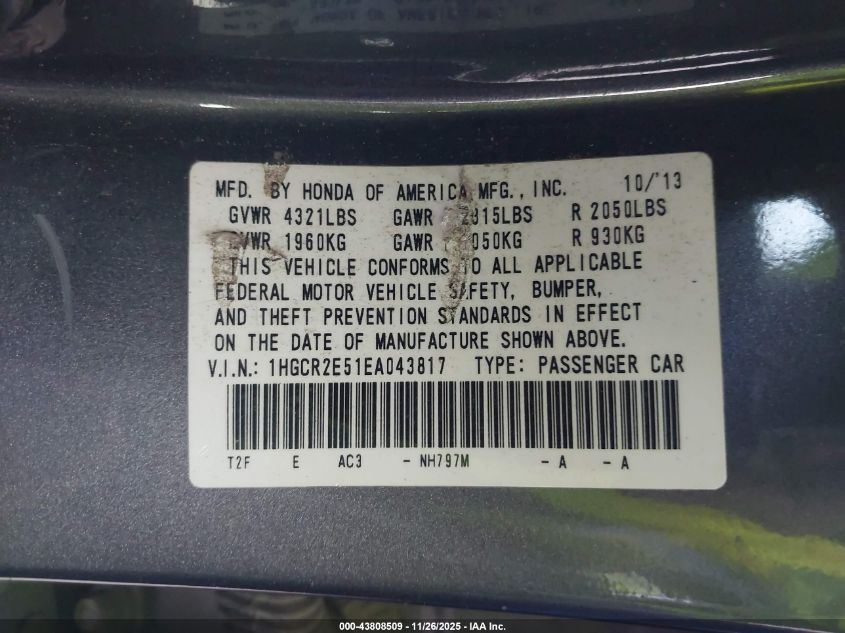 MFD. BY HONDA OF AMERICA MFG., INC. 10/'13
GVWR 4321LBS GAWR 2315LBS R 2050LBS
GVWR 1960KG GAWR 1050KG R 930KG
THIS VEHICLE CONFORMS TO ALL APPLICABLE
FEDERAL MOTOR VEHICLE SAFETY, BUMPER,
AND THEFT PREVENTION STANDARDS IN EFFECT
ON THE DATE OF MANUFACTURE SHOWN ABOVE.
V.I.N.: 1HGCR2E51EA043817 TYPE: PASSENGER CAR
T2F E AC3 - NH797M - A - A
000-43808509 - 11/26/2025 - IAA Inc.